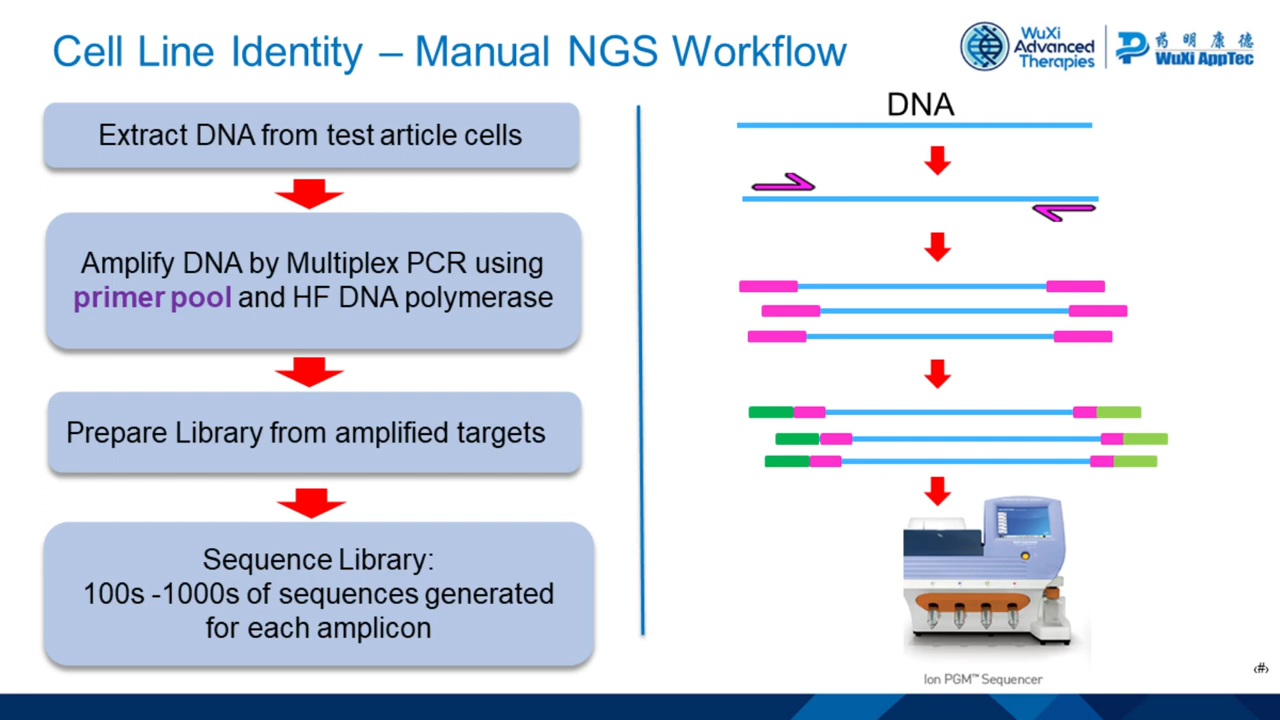 Cell Line Identity – Manual NGS Workflow
WuXi
Advanced
Therapies
药明康德
WuXi AppTec
Extract DNA from test article cells
Amplify DNA by Multiplex PCR using
primer pool and HF DNA polymerase
Prepare Library from amplified targets
Sequence Library:
100s -1000s of sequences generated
for each amplicon
DNA
Ion PGM™ Sequencer
‹#›